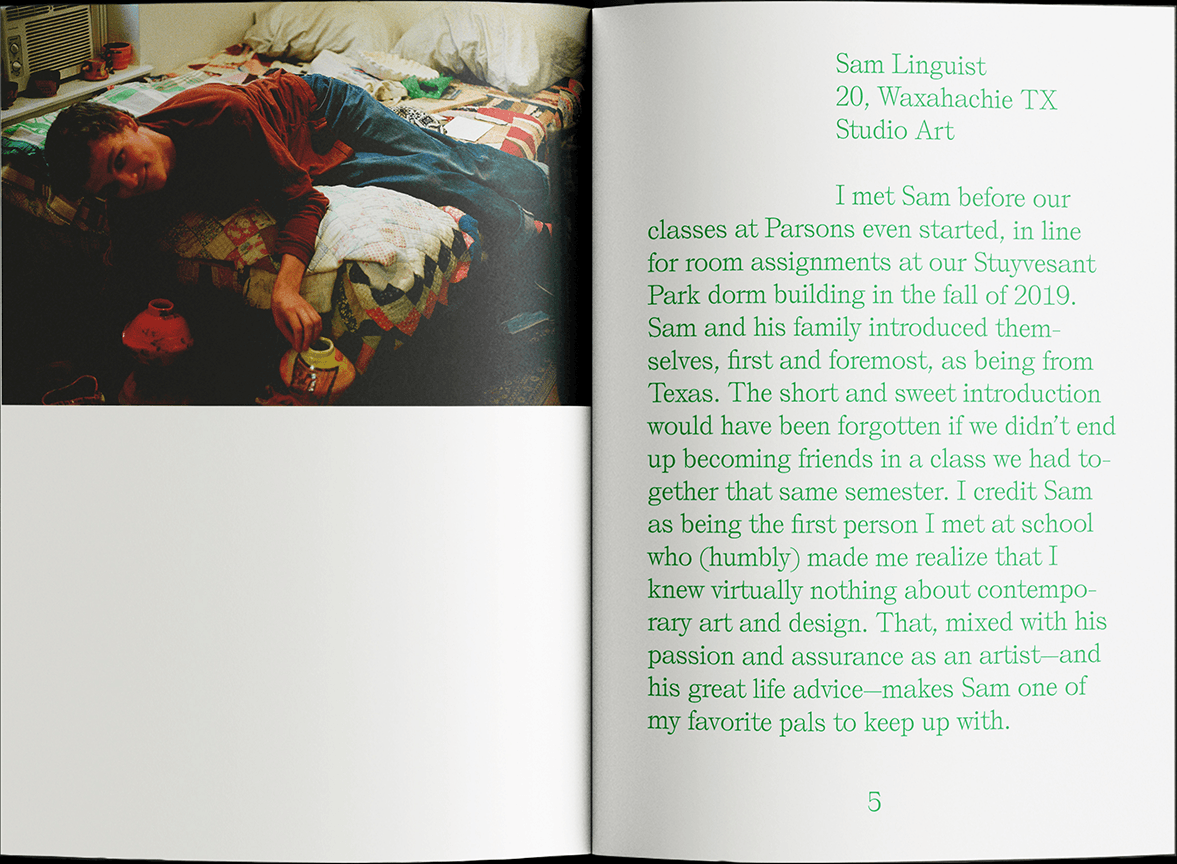 Sam Linguist
20, Waxahachie TX
Studio Art
I met Sam before our
classes at Parsons even started, in line
for room assignments at our Stuyvesant
Park dorm building in the fall of 2019.
Sam and his family introduced them-
selves, first and foremost, as being from
Texas. The short and sweet introduction
would have been forgotten if we didn’t end
up becoming friends in a class we had to-
gether that same semester. I credit Sam
as being the first person I met at school
who (humbly) made me realize that I
knew virtually nothing about contempo-
rary art and design. That, mixed with his
passion and assurance as an artist—and
his great life advice—makes Sam one of
my favorite pals to keep up with.
5